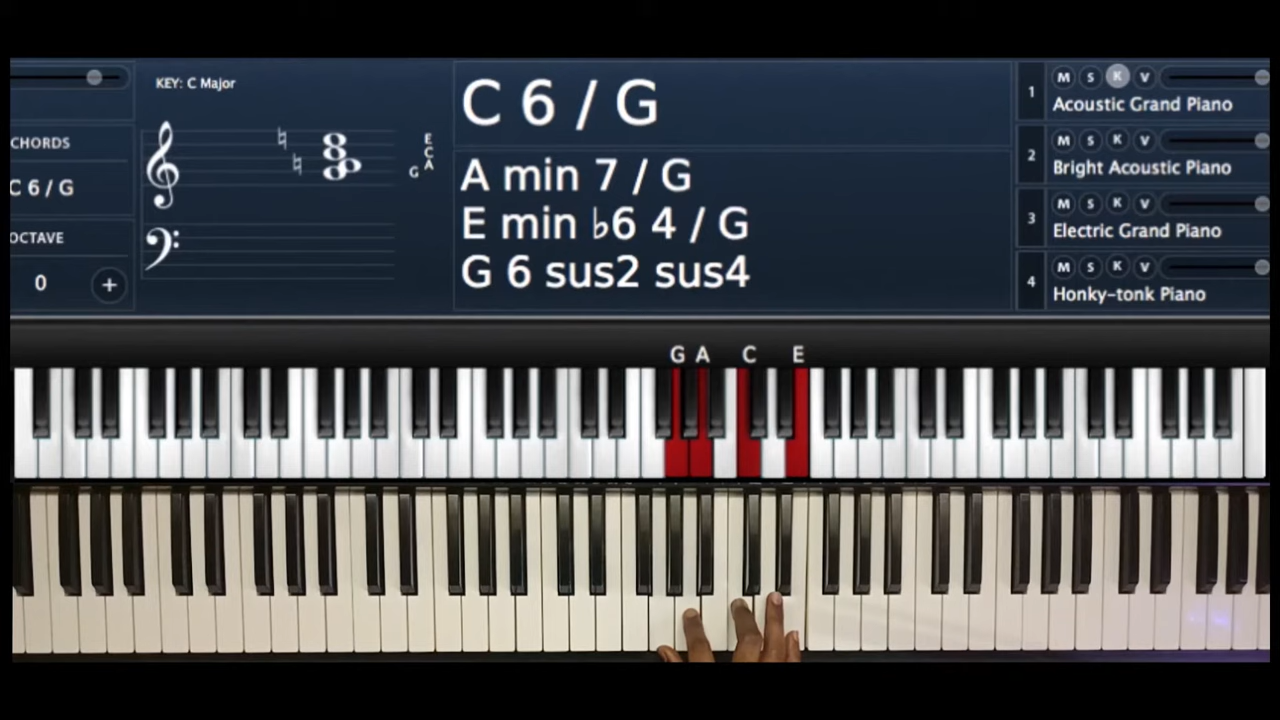 KEY: C Major
CHORDS
C 6 / G
OCTAVE
0
+
E
C
A
G
C 6 / G
A min 7 / G
E min ♭6 4 / G
G 6 sus2 sus4
1
M S K V
Acoustic Grand Piano
2
M S K V
Bright Acoustic Piano
3
M S K V
Electric Grand Piano
4
M S K V
Honky-tonk Piano
G A C E